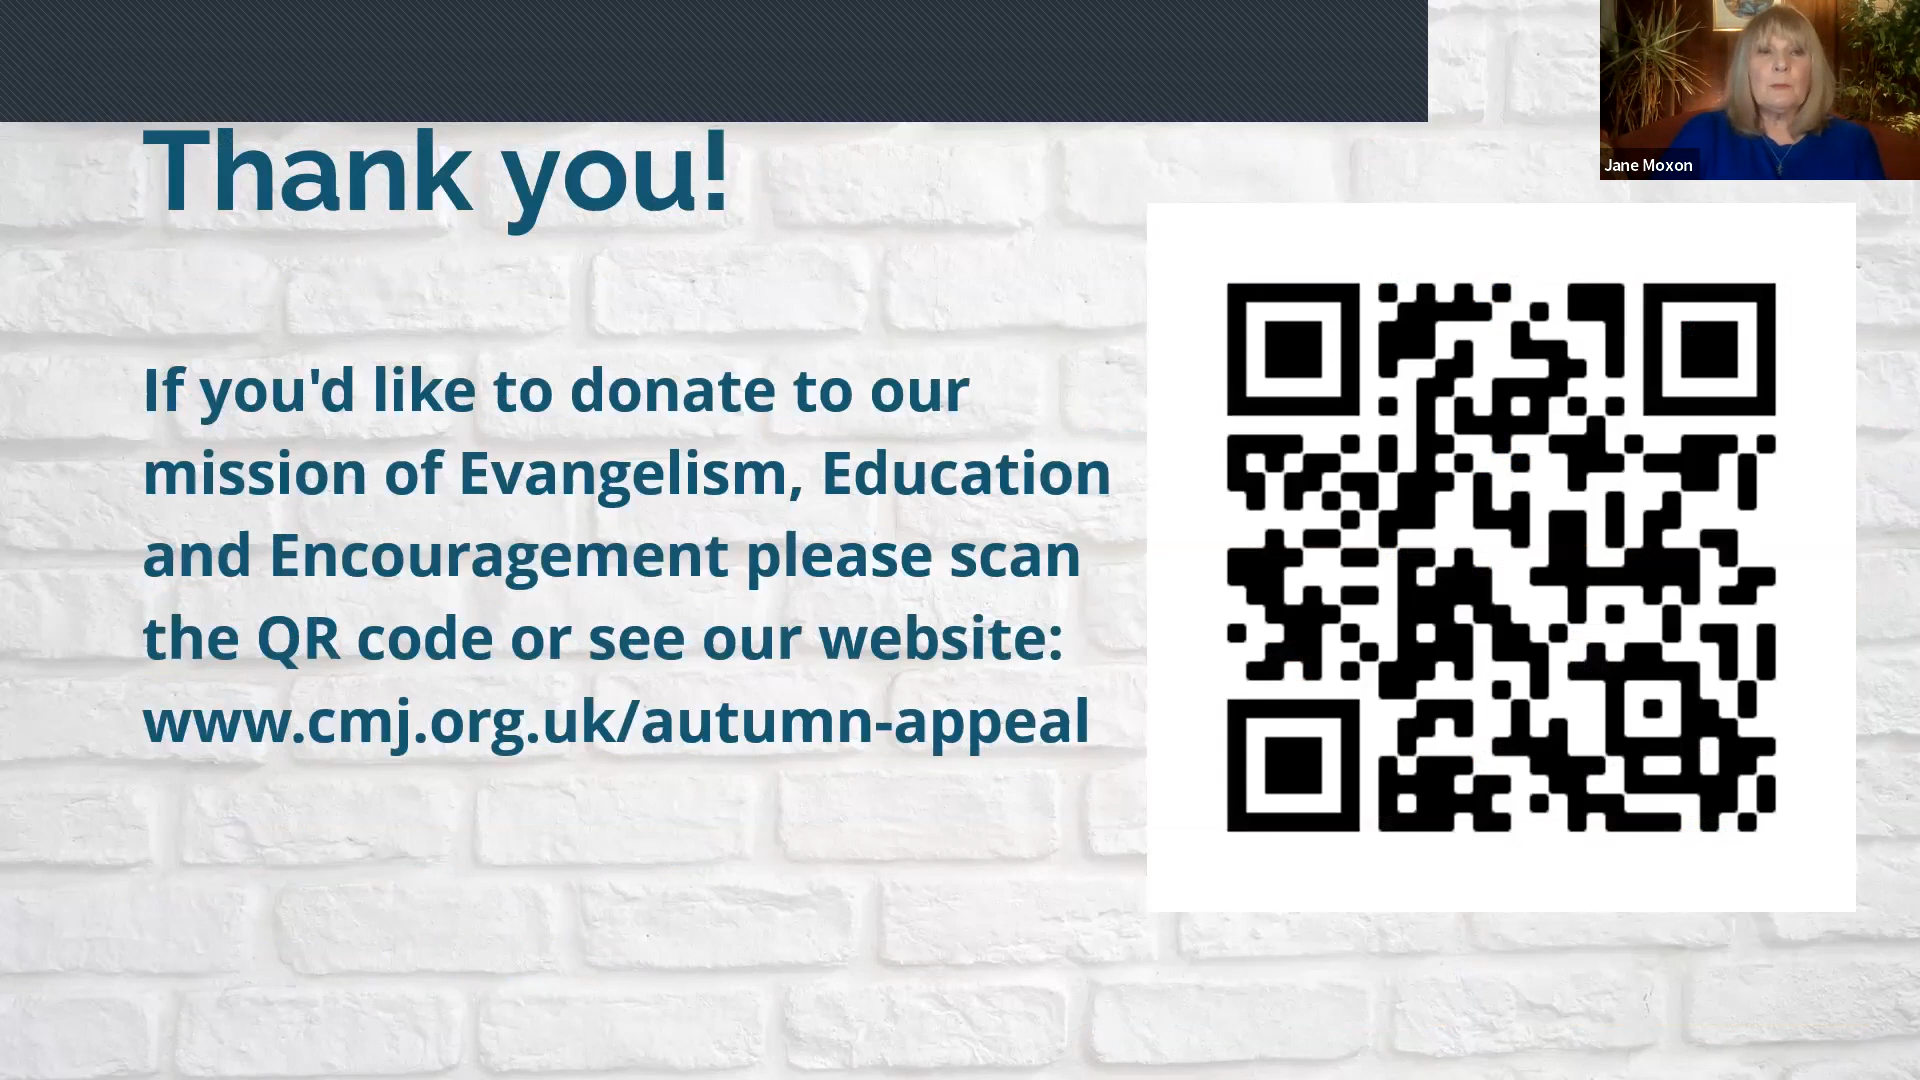 Jane Moxon
Thank you!
If you'd like to donate to our
mission of Evangelism, Education
and Encouragement please scan
the QR code or see our website:
www.cmj.org.uk/autumn-appeal